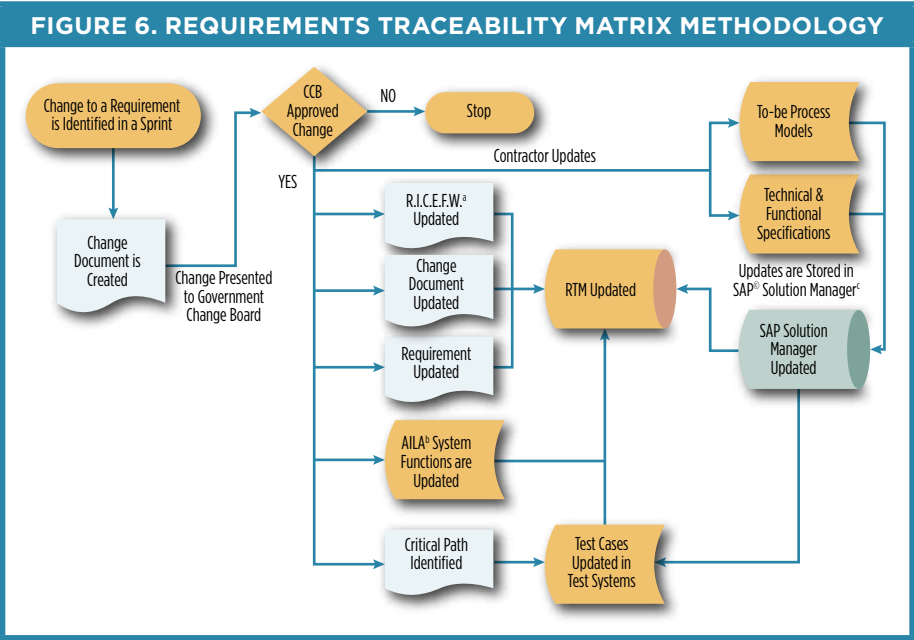 FIGURE 6. REQUIREMENTS TRACEABILITY MATRIX METHODOLOGY
Change to a Requirement
is Identified in a Sprint
CCB
Approved
Change
NO
Stop
YES
Contractor Updates
To-be Process
Models
Technical &
Functional
Specifications
Change
Document is
Created
Change Presented
to Government
Change Board
R.I.C.E.F.W.ᵃ
Updated
Change
Document
Updated
Requirement
Updated
RTM Updated
Updates are Stored in
SAP© Solution Managerᶜ
SAP Solution
Manager
Updated
AILAᵇ System
Functions are
Updated
Critical Path
Identified
Test Cases
Updated in
Test Systems